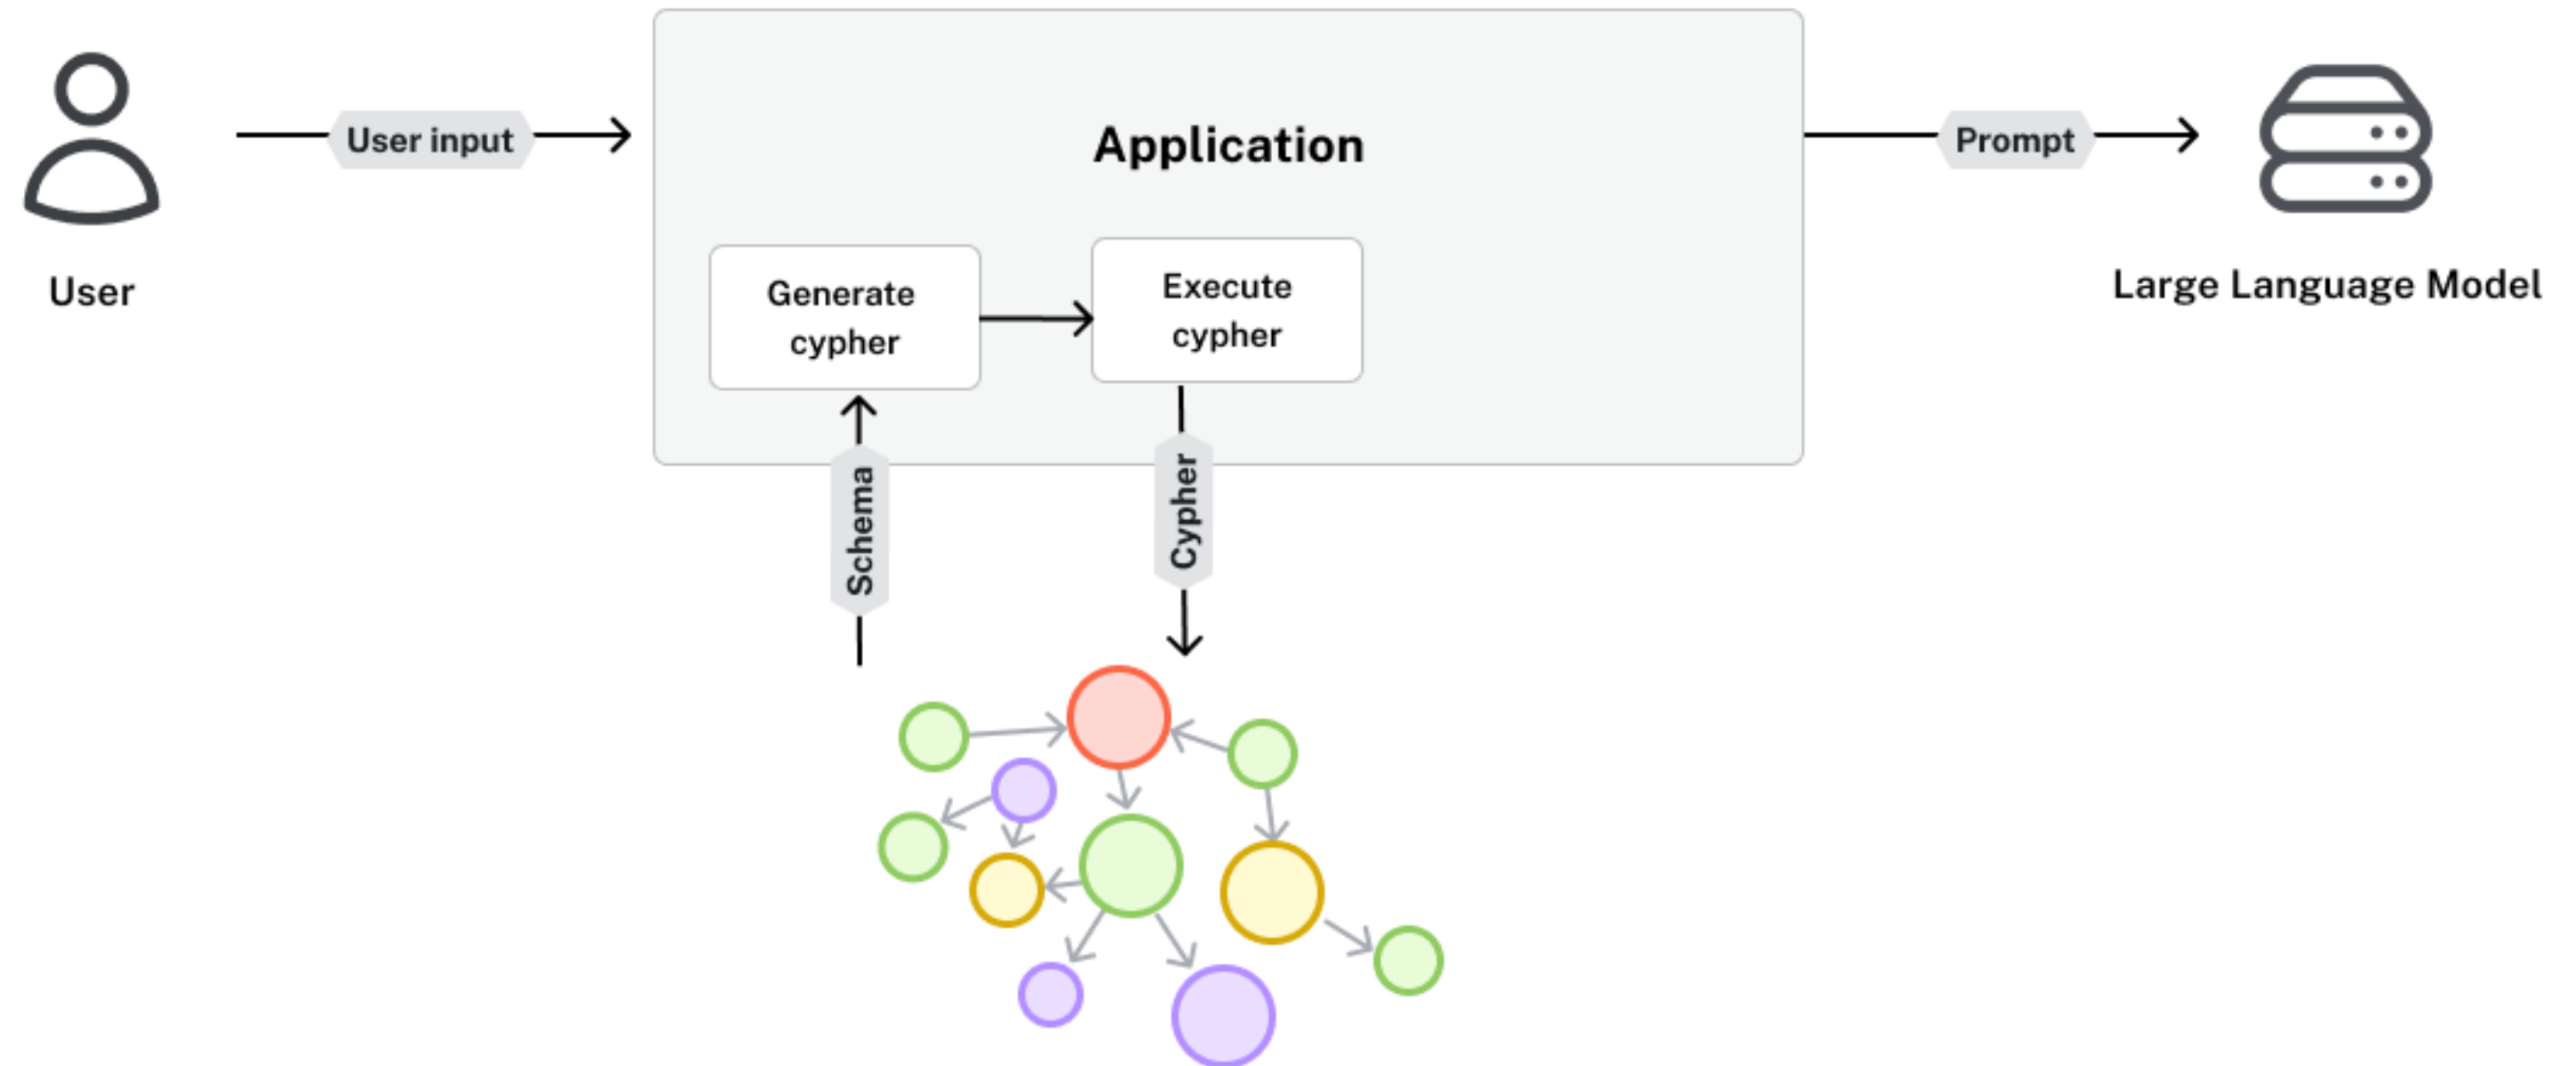 User input
Application
Prompt
Generate
cypher
Execute
cypher
User
Large Language Model
Schema
Cypher